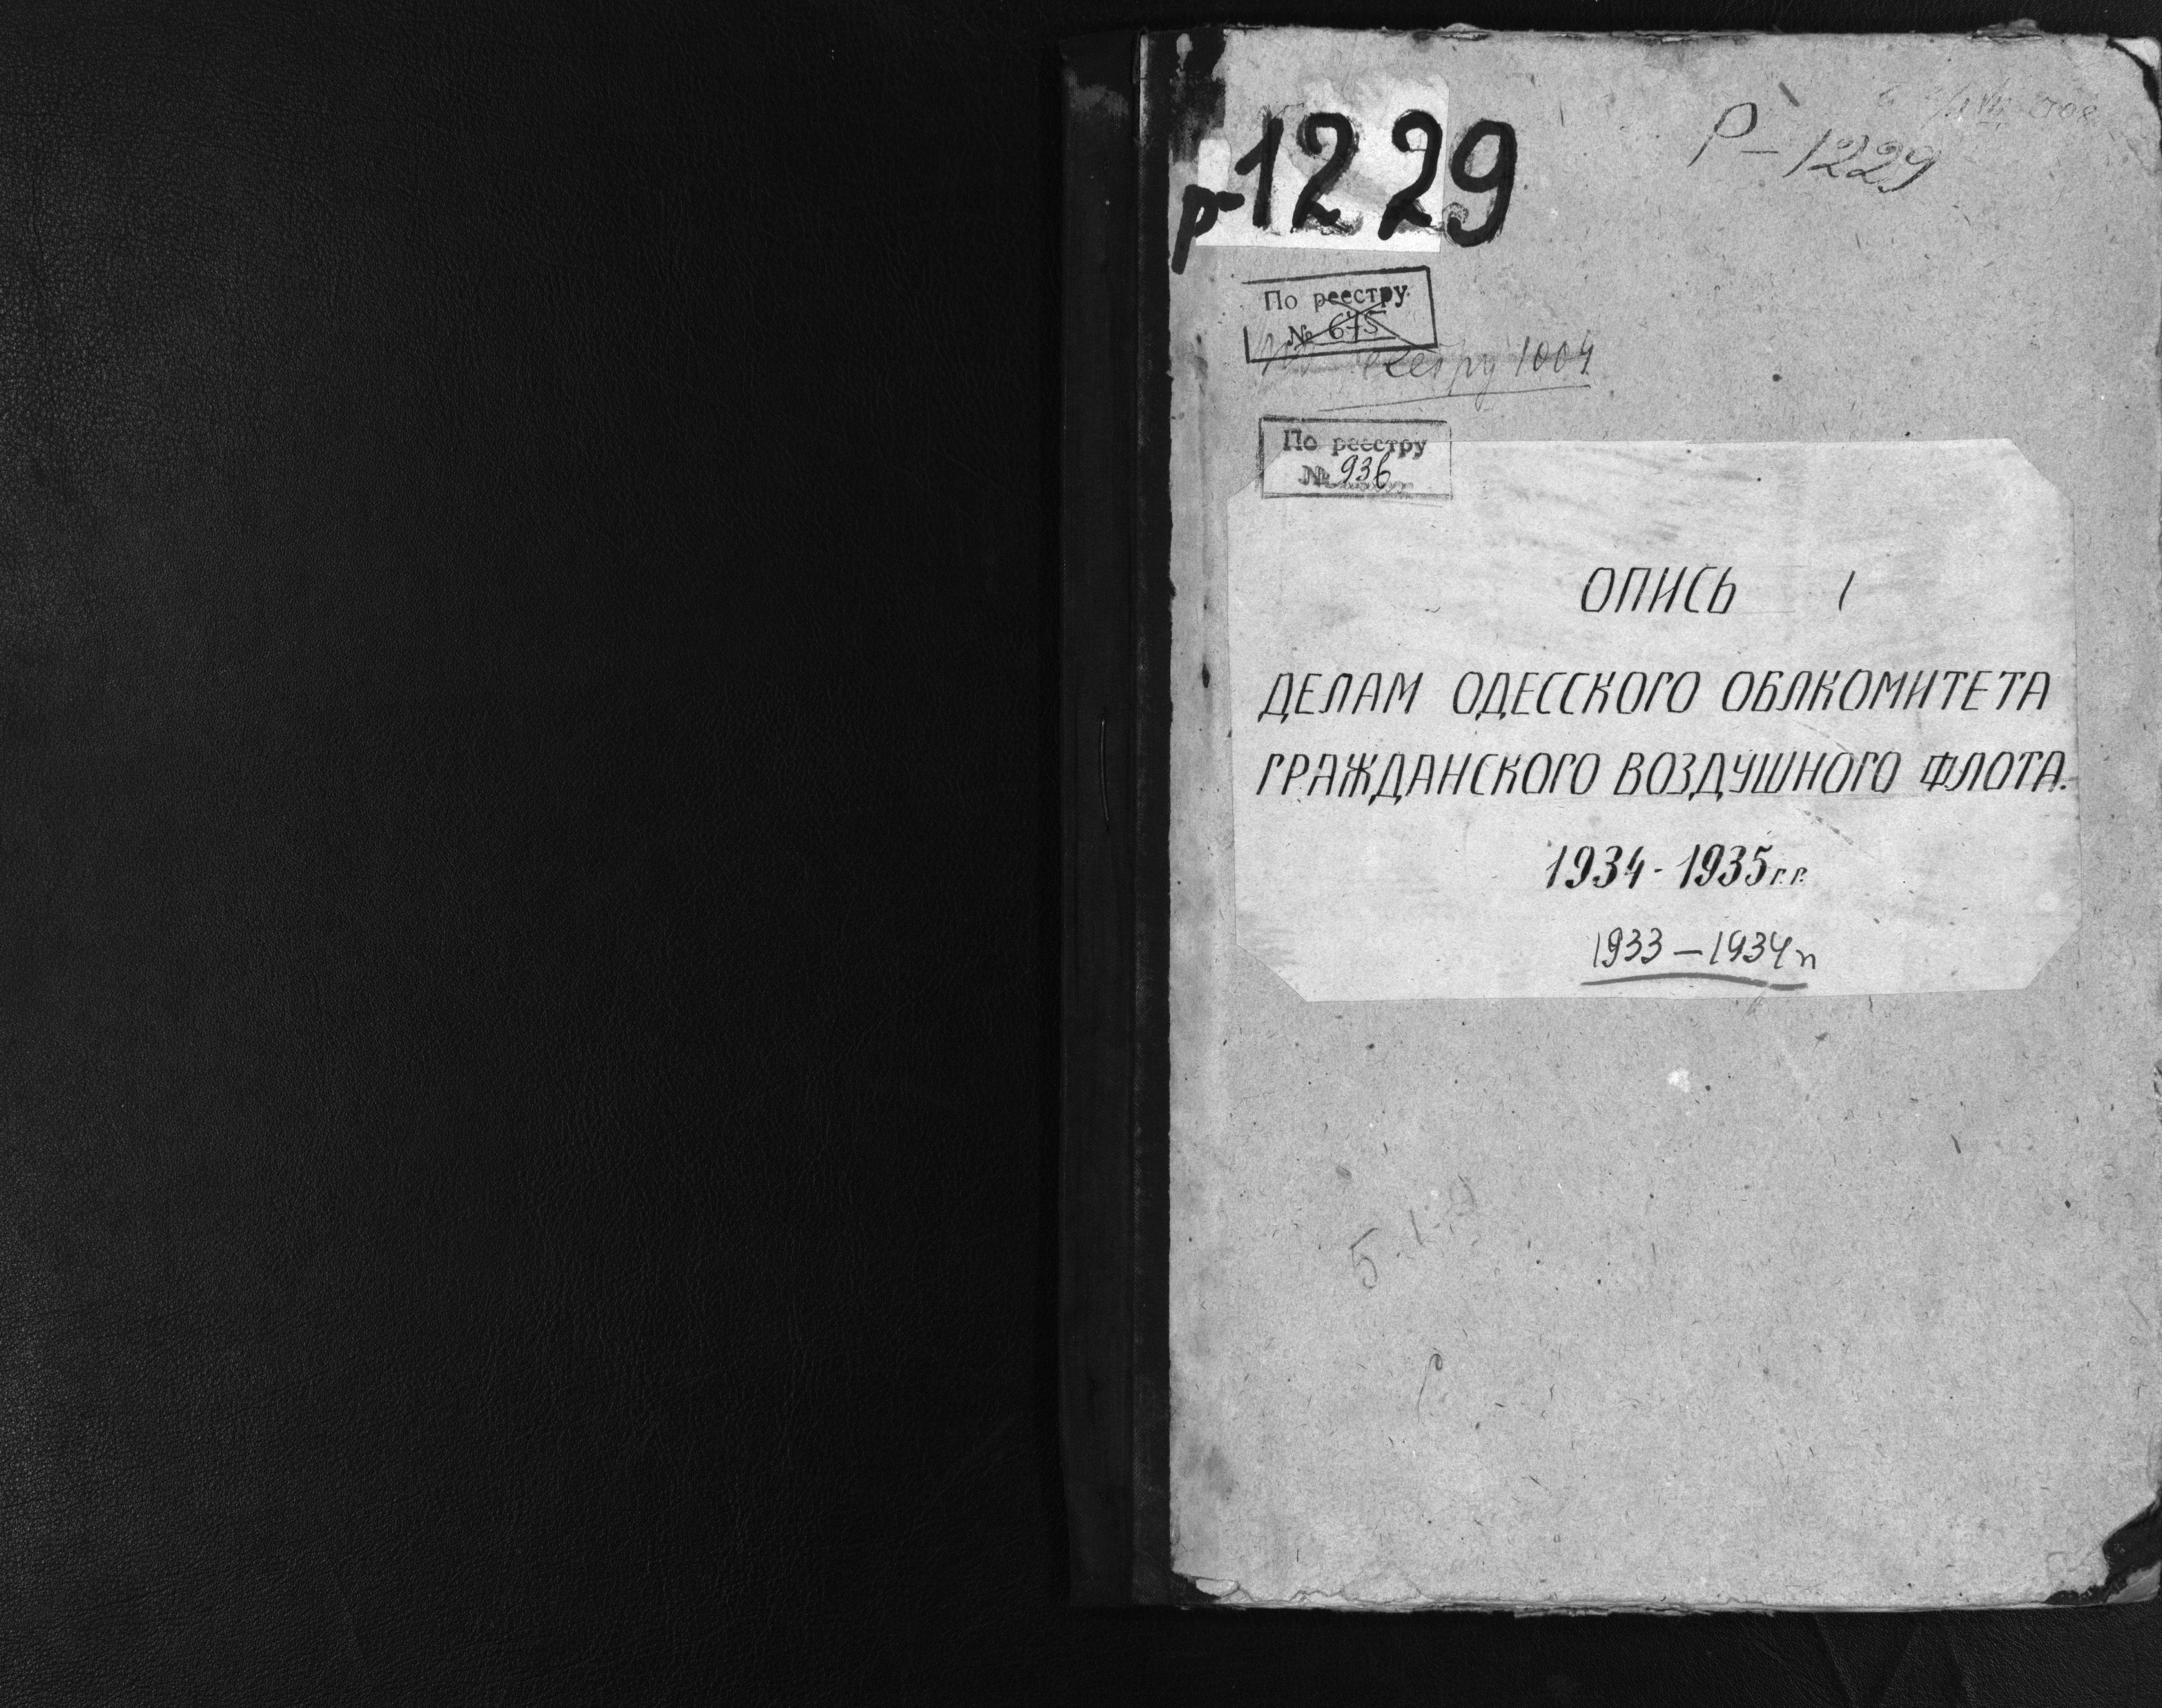 Р-1229
р-1229
По реестру
№ 675
реестру 1004
По реестру
№ 936
ОПИСЬ 1
ДЕЛАМ ОДЕССКОГО ОБЛКОМИТЕТА
ГРАЖДАНСКОГО ВОЗДУШНОГО ФЛОТА.
1934 - 1935 г.г.
1933 – 1934 гг